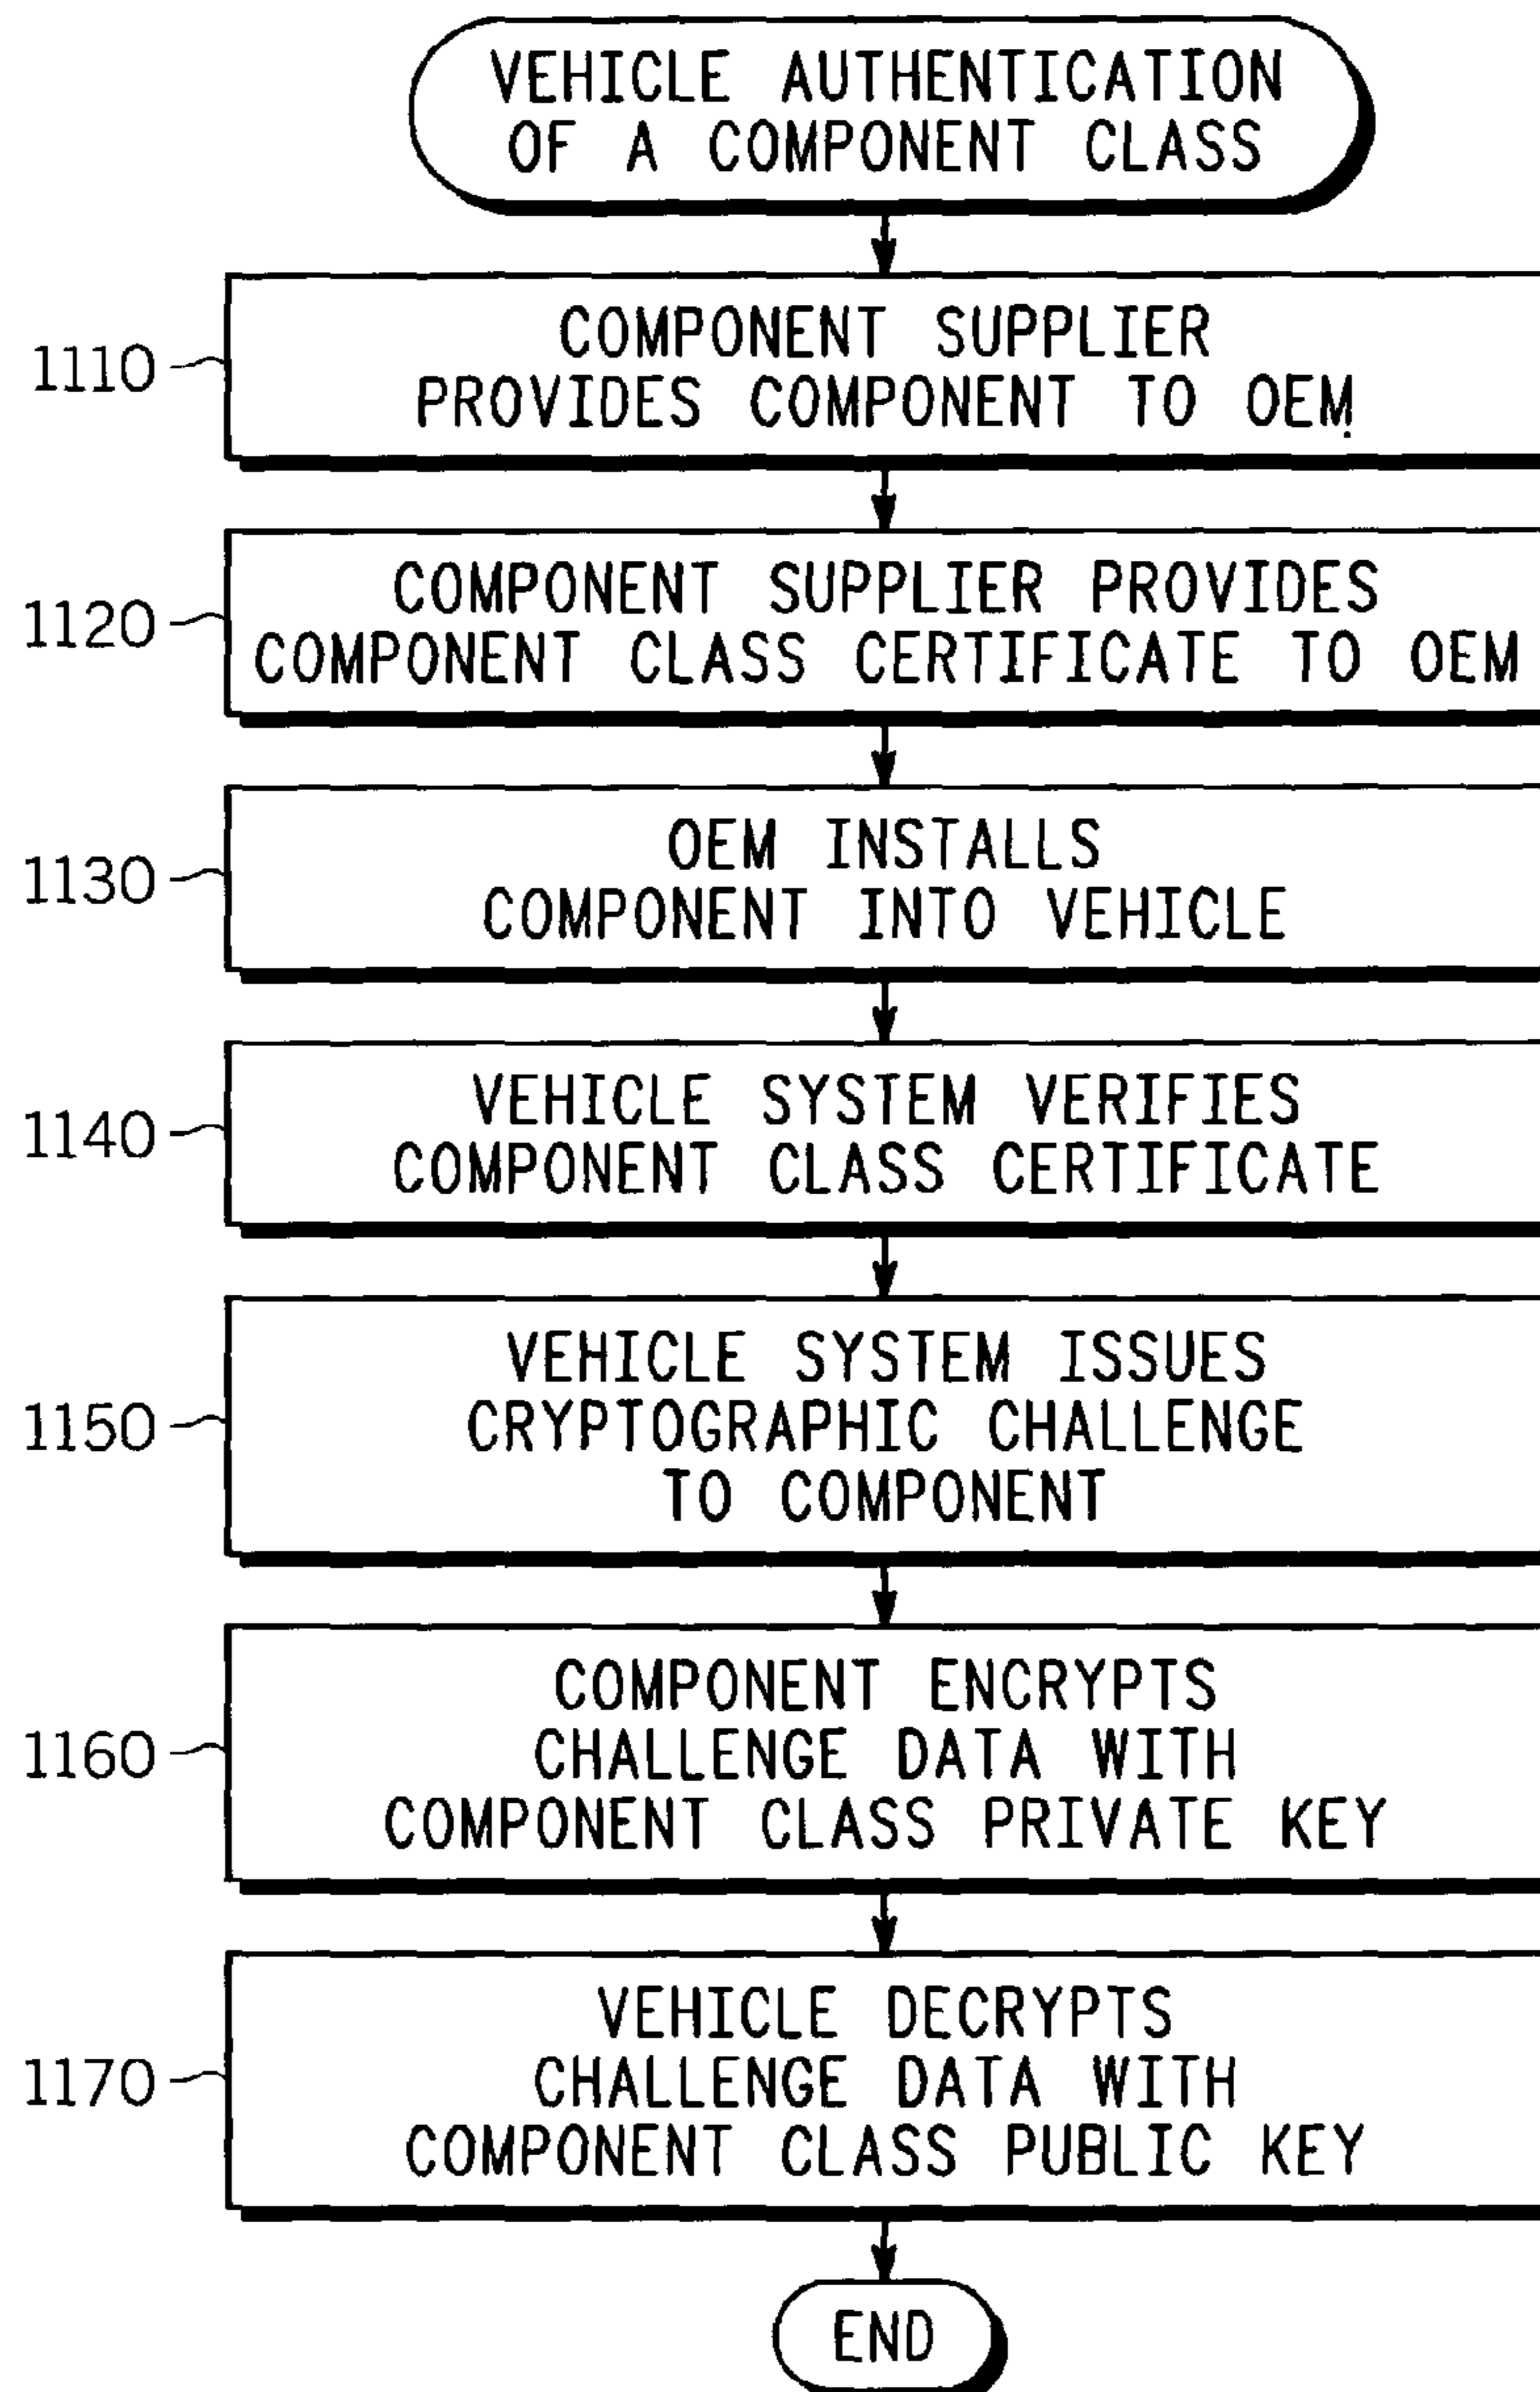 VEHICLE AUTHENTICATION
OF A COMPONENT CLASS
1110
COMPONENT SUPPLIER
PROVIDES COMPONENT TO OEM
1120
COMPONENT SUPPLIER PROVIDES
COMPONENT CLASS CERTIFICATE TO OEM
1130
OEM INSTALLS
COMPONENT INTO VEHICLE
1140
VEHICLE SYSTEM VERIFIES
COMPONENT CLASS CERTIFICATE
1150
VEHICLE SYSTEM ISSUES
CRYPTOGRAPHIC CHALLENGE
TO COMPONENT
1160
COMPONENT ENCRYPTS
CHALLENGE DATA WITH
COMPONENT CLASS PRIVATE KEY
1170
VEHICLE DECRYPTS
CHALLENGE DATA WITH
COMPONENT CLASS PUBLIC KEY
END